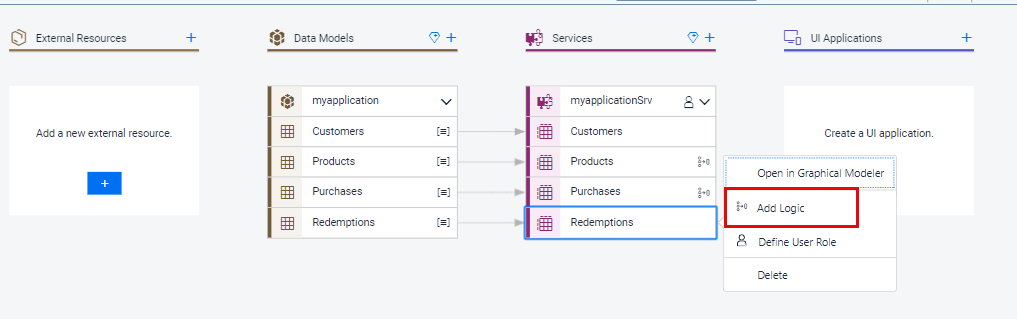 External Resources
+
Data Models
+
Services
+
UI Applications
+
Add a new external resource.
+
myapplication
Customers
Products
Purchases
Redemptions
myapplicationSrv
Customers
Products
Purchases
Redemptions
Create a UI application.
Open in Graphical Modeler
Add Logic
Define User Role
Delete